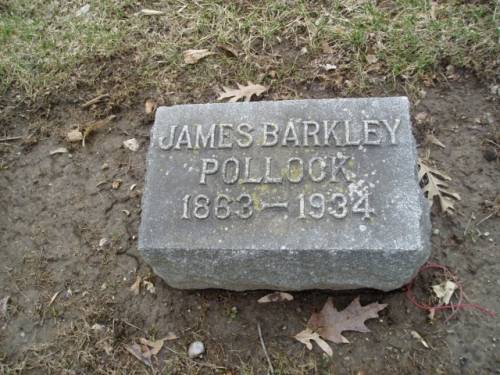 JAMES BARKLEY
POLLOCK
1863 — 1934